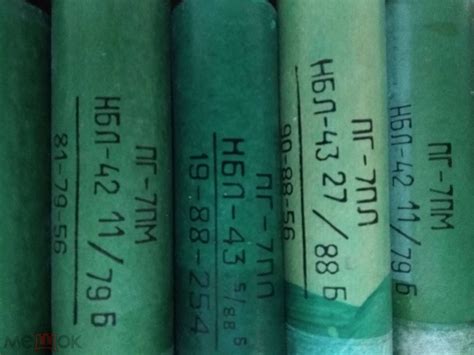 ПГ-7ПМ
НБЛ-42 11/79 Б
81-79-56
ПГ-7ПЛ
НБЛ-43 5/88 Б
19-88-254
ПГ-7ПЛ
НБЛ-43 27/88 Б
90-88-56
ПГ-7ПМ
НБЛ-42 11/79 Б
мешок